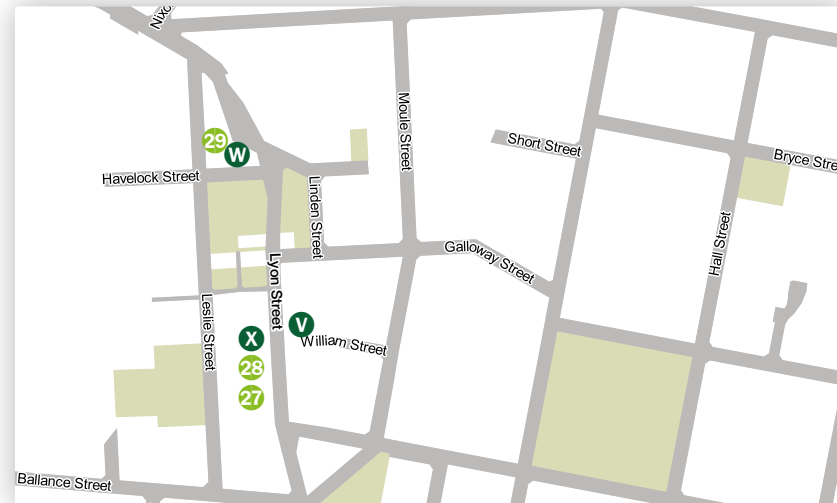 Moule Street
Short Street
29
W
Bryce Stre
Havelock Street
Linden Street
Hall Street
Galloway Street
Lyon Street
Leslie Street
V
X
William Street
28
27
Ballance Street